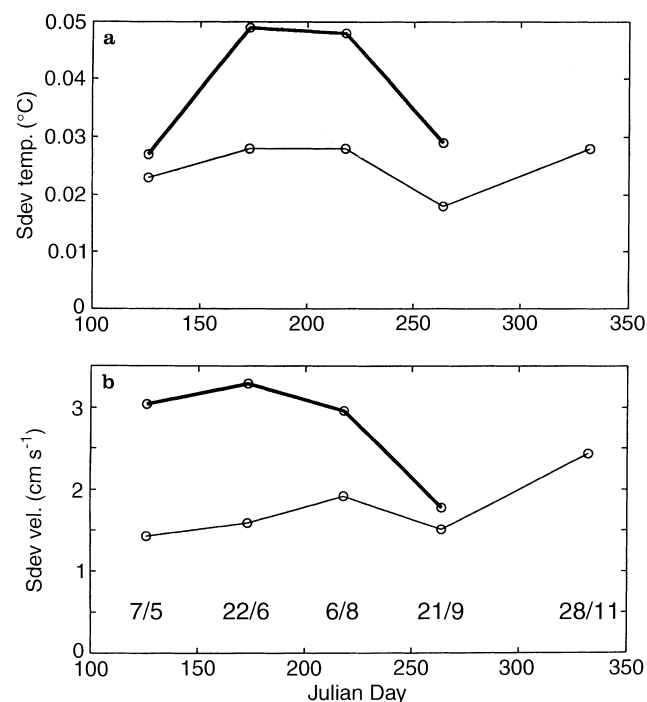 a
Sdev temp. (°C)
0.05
0.04
0.03
0.02
0.01
0
100 150 200 250 300 350
b
Sdev vel. (cm s⁻¹)
3
2
1
0
7/5 22/6 6/8 21/9 28/11
100 150 200 250 300 350
Julian Day